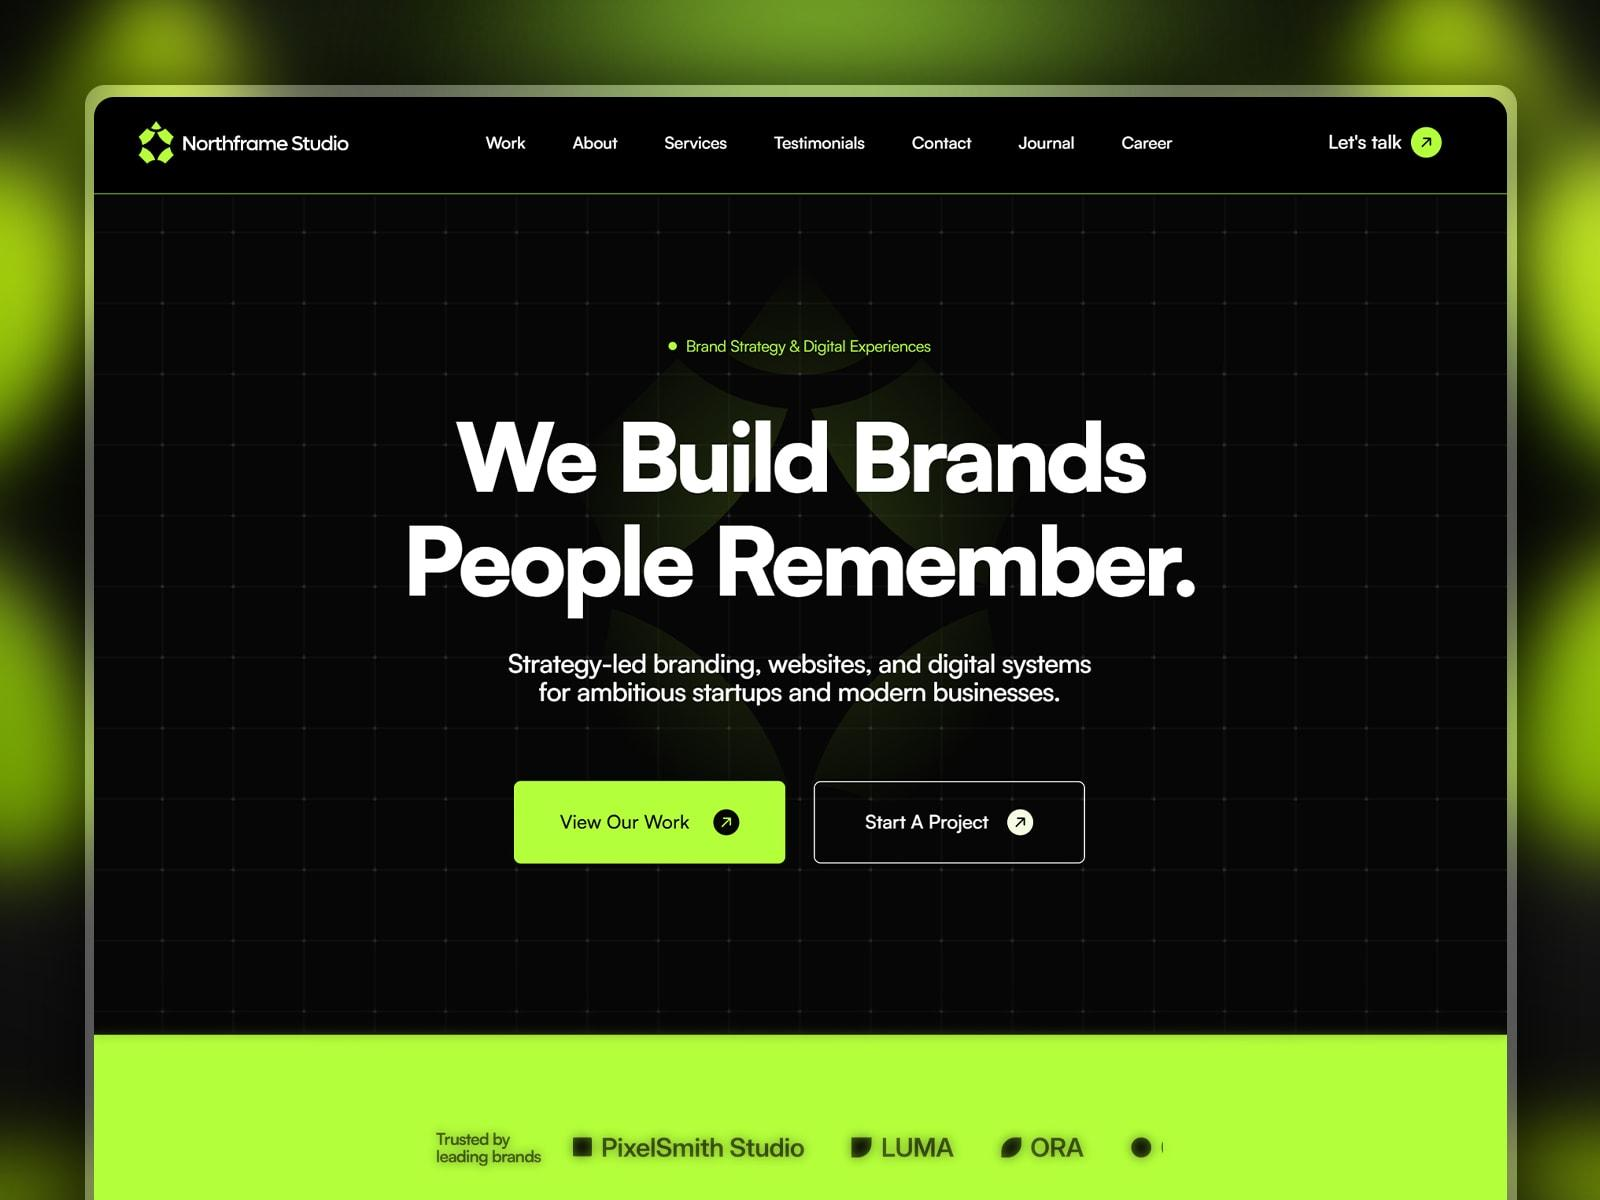 Northframe Studio
Work
About
Services
Testimonials
Contact
Journal
Career
Let's talk
Brand Strategy & Digital Experiences
We Build Brands
People Remember.
Strategy-led branding, websites, and digital systems
for ambitious startups and modern businesses.
View Our Work
Start A Project
Trusted by
leading brands
PixelSmith Studio
LUMA
ORA